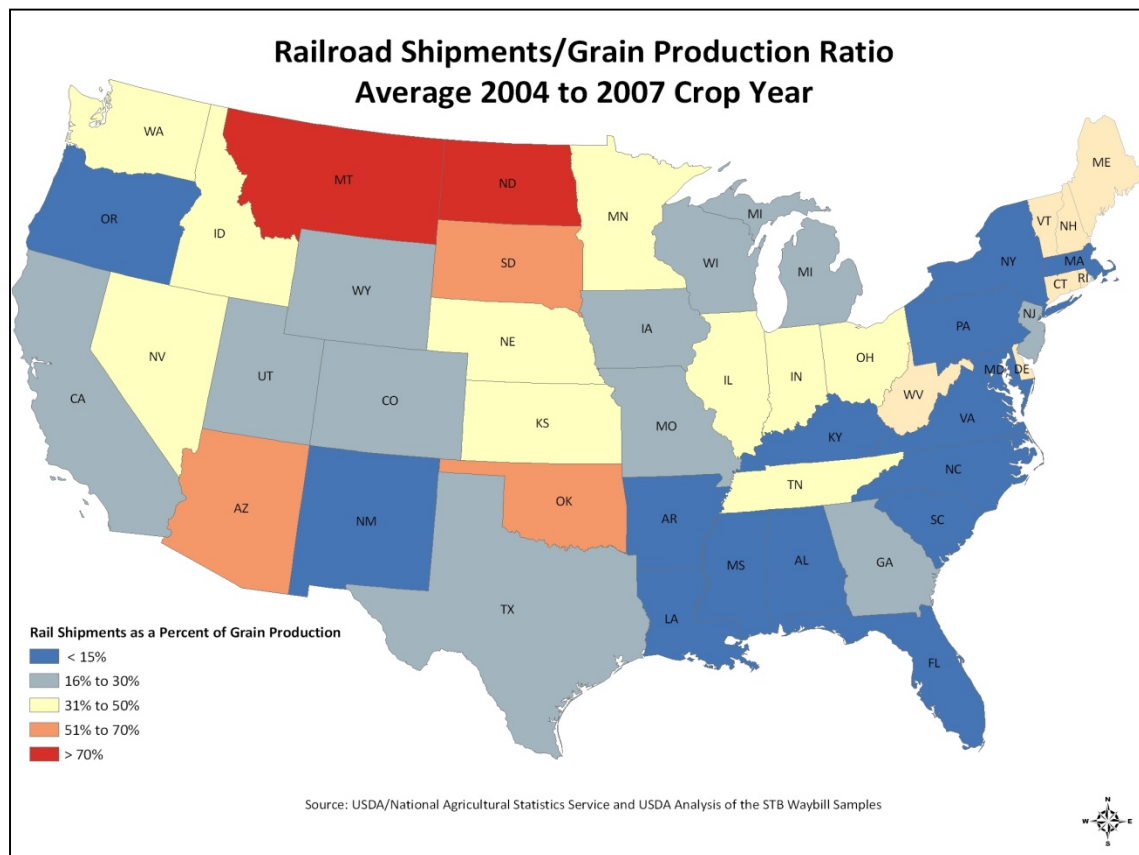 Railroad Shipments/Grain Production Ratio
Average 2004 to 2007 Crop Year
WA
MT
ND
MN
ME
OR
ID
SD
WI
MI
MI
VT
NH
NY
MA
CT
RI
WY
NE
IA
PA
NJ
NV
UT
CO
KS
IL
IN
OH
MD
DE
WV
CA
MO
KY
VA
AZ
NM
OK
AR
TN
NC
SC
TX
LA
MS
AL
GA
FL
Rail Shipments as a Percent of Grain Production
< 15%
16% to 30%
31% to 50%
51% to 70%
> 70%
Source: USDA/National Agricultural Statistics Service and USDA Analysis of the STB Waybill Samples
N
W E
S